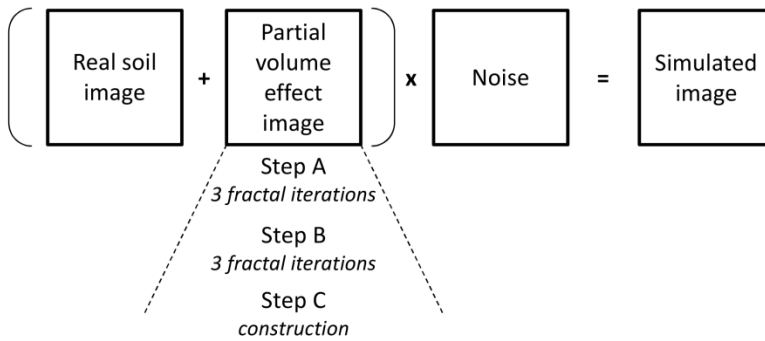 Real soil
image
+
Partial
volume
effect
image
x
Noise
=
Simulated
image
Step A
3 fractal iterations
Step B
3 fractal iterations
Step C
construction